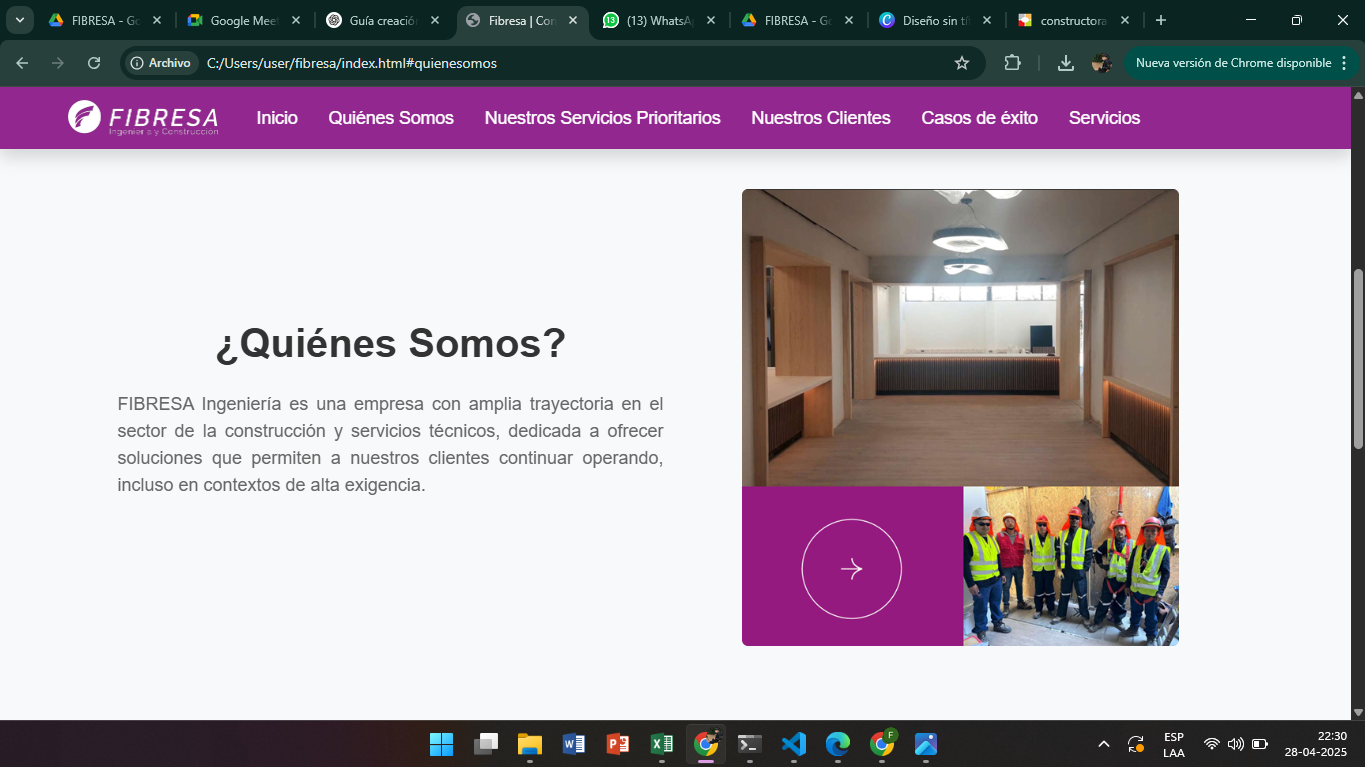 FIBRESA - Go
Google Meet
Guía creació
Fibresa | Con
(13) WhatsAp
FIBRESA - Go
Diseño sin tí
constructora
Archivo
C:/Users/user/fibresa/index.html#quienesomos
Nueva versión de Chrome disponible
FIBRESA
Ingeniería y Construcción
Inicio
Quiénes Somos
Nuestros Servicios Prioritarios
Nuestros Clientes
Casos de éxito
Servicios
¿Quiénes Somos?
FIBRESA Ingeniería es una empresa con amplia trayectoria en el
sector de la construcción y servicios técnicos, dedicada a ofrecer
soluciones que permiten a nuestros clientes continuar operando,
incluso en contextos de alta exigencia.
ESP
LAA
22:30
28-04-2025